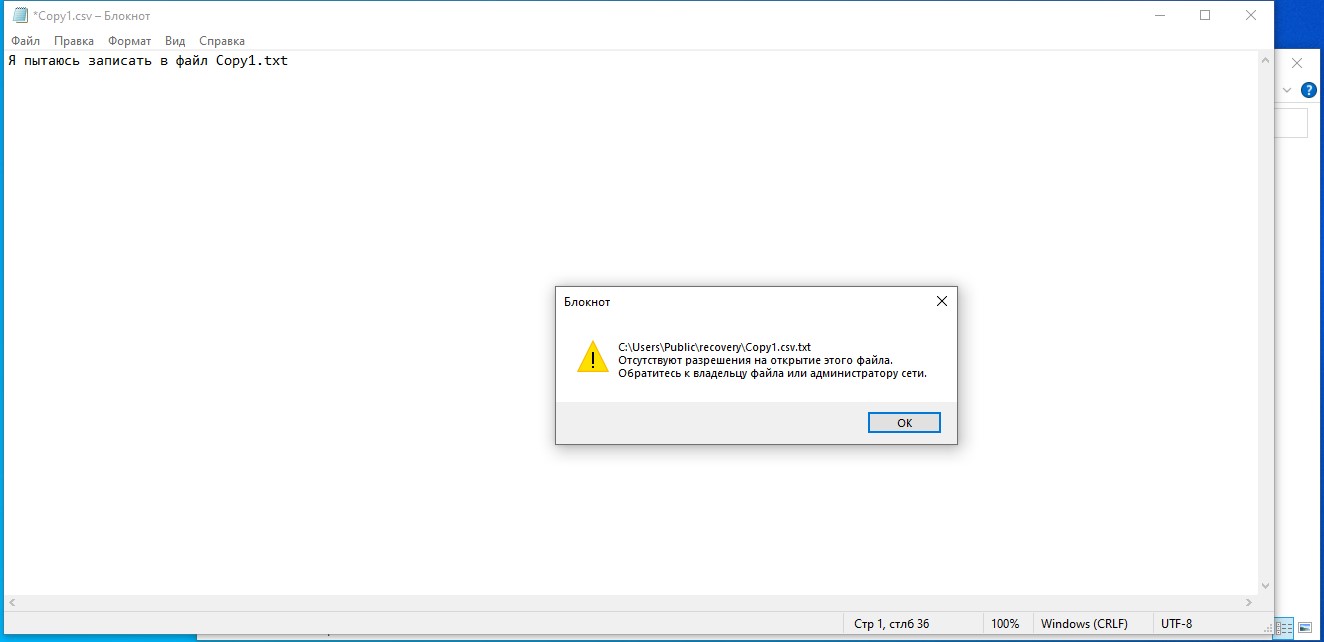 *Copy1.csv – Блокнот
Файл Правка Формат Вид Справка
Я пытаюсь записать в файл Copy1.txt
?
Блокнот
C:\Users\Public\recovery\Copy1.csv.txt
Отсутствуют разрешения на открытие этого файла.
Обратитесь к владельцу файла или администратору сети.
ОК
Стр 1, стлб 36 100% Windows (CRLF) UTF-8